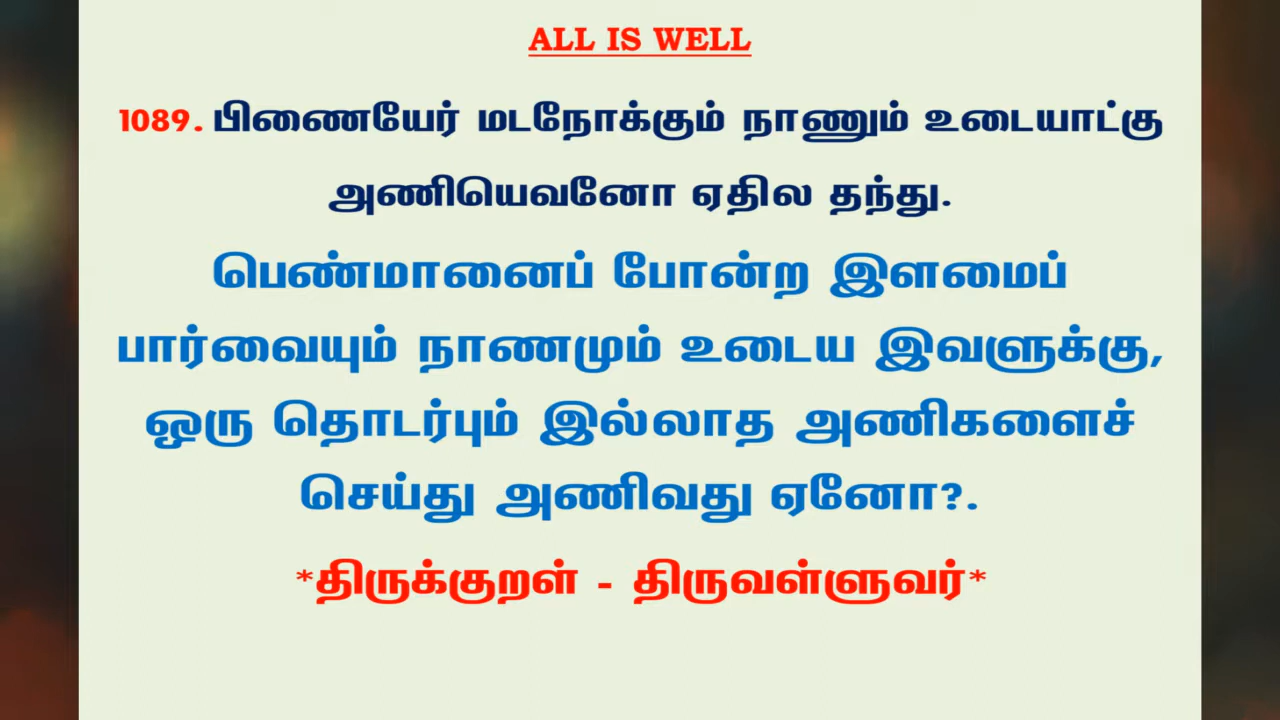 ALL IS WELL
1089. பிணையேர் மடநோக்கும் நாணும் உடையாட்கு
அணியெவனோ ஏதில தந்து.
பெண்மானைப் போன்ற இளமைப்
பார்வையும் நாணமும் உடைய இவளுக்கு,
ஒரு தொடர்பும் இல்லாத அணிகளைச்
செய்து அணிவது ஏனோ?.
*திருக்குறள் - திருவள்ளுவர்*